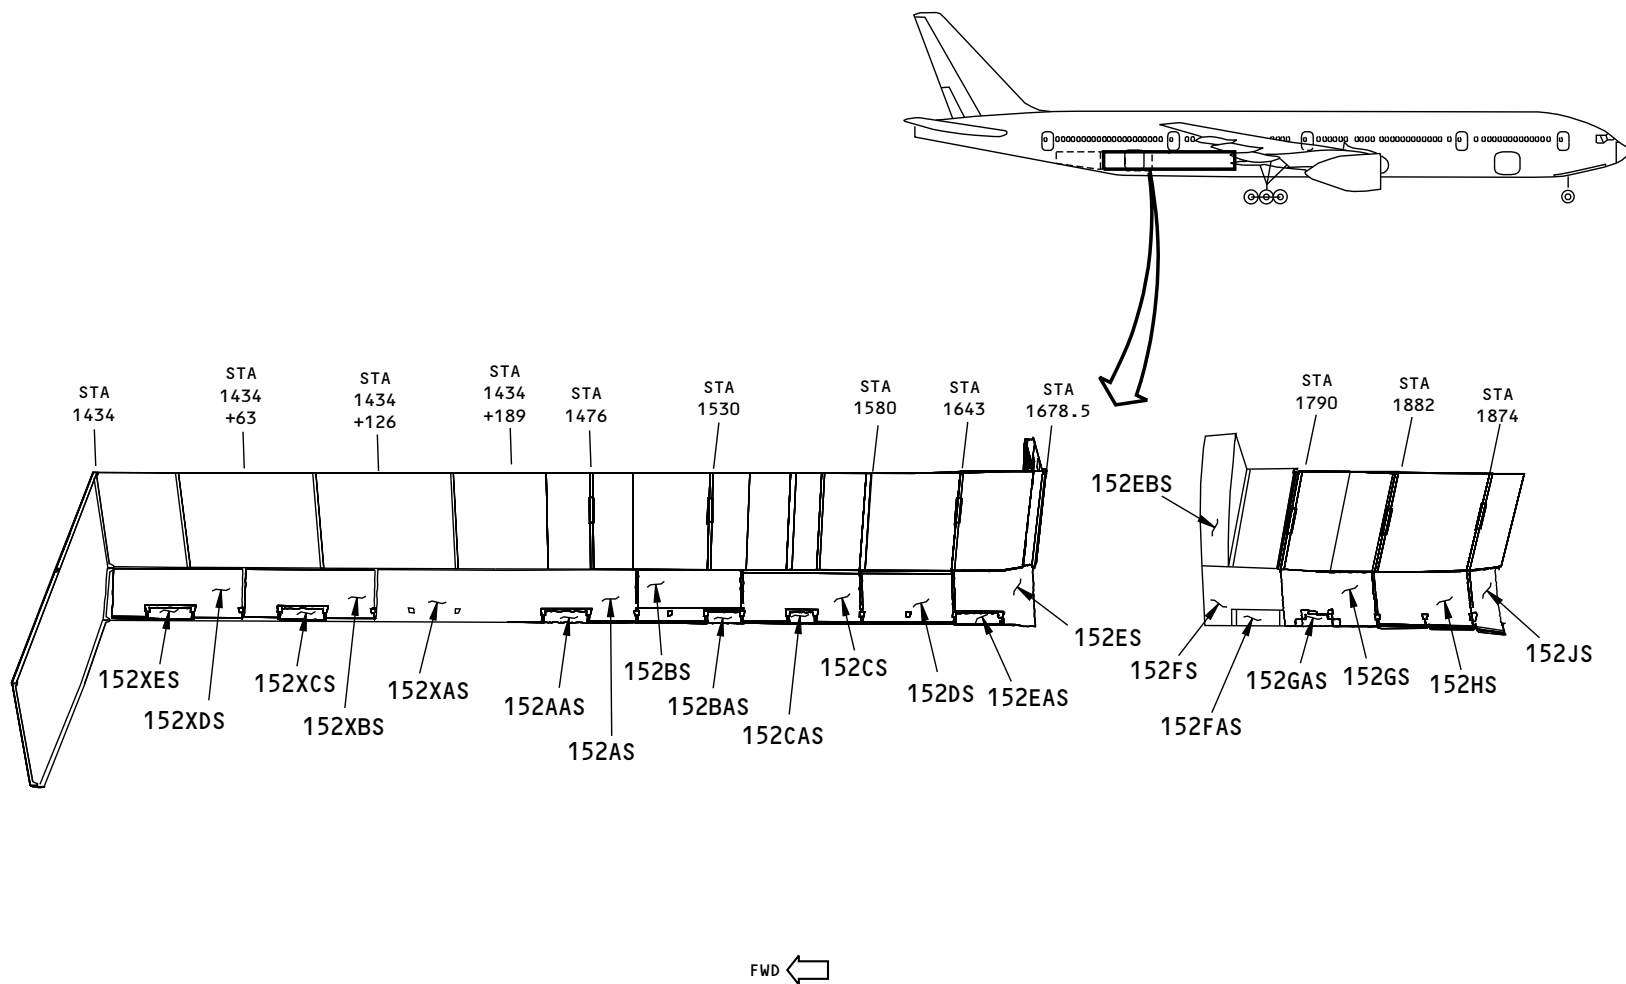 STA
1434
STA
1434
+63
STA
1434
+126
STA
1434
+189
STA
1476
STA
1530
STA
1580
STA
1643
STA
1678.5
STA
1790
STA
1882
STA
1874
152EBS
152XES
152XDS
152XCS
152XBS
152XAS
152AAS
152AS
152BS
152BAS
152CAS
152CS
152DS
152EAS
152ES
152FS
152FAS
152GAS
152GS
152HS
152JS
FWD